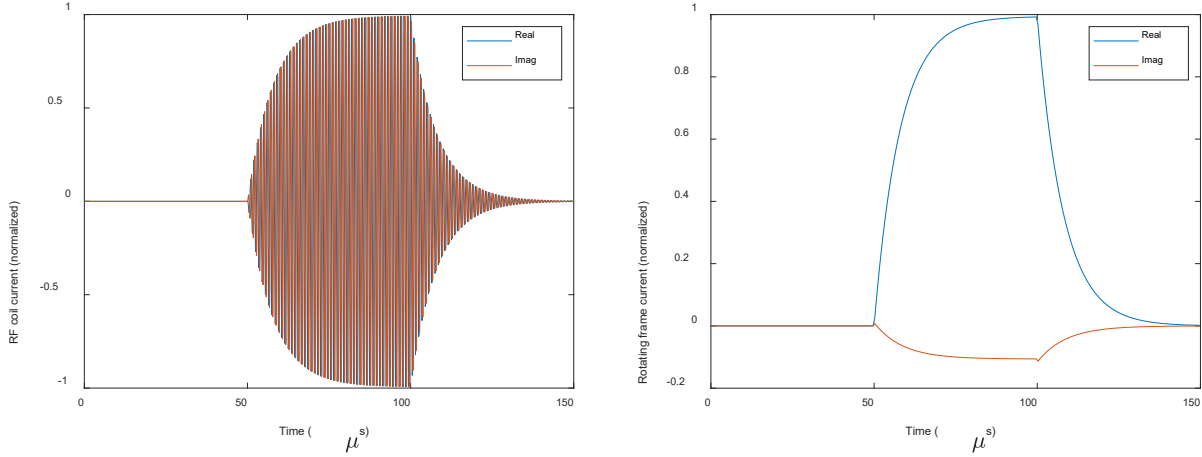 1
0.5
0
-0.5
-1
0 50 100 150
RF coil current (normalized)
Time (μs)
Real
Imag
1
0.8
0.6
0.4
0.2
0
-0.2
0 50 100 150
Rotating frame current (normalized)
Time (μs)
Real
Imag